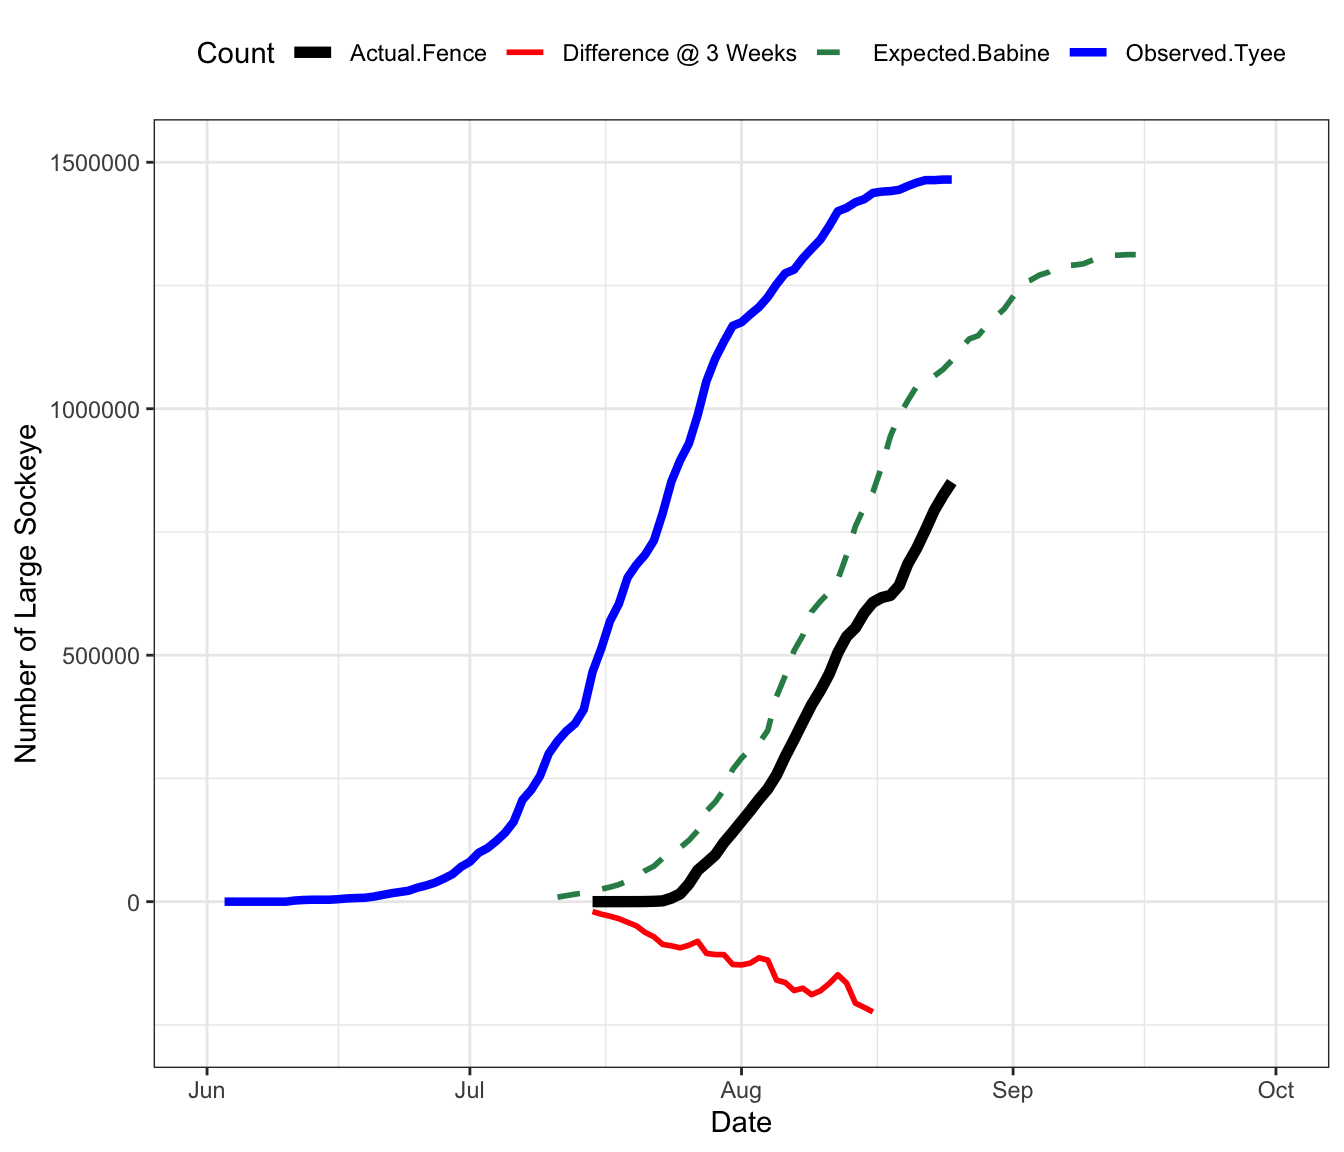 Count Actual.Fence Difference @ 3 Weeks Expected.Babine Observed.Tyee
1500000
1000000
500000
0
Number of Large Sockeye
Jun Jul Aug Sep Oct
Date